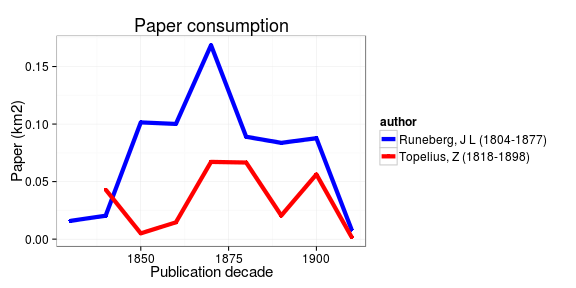 Paper consumption
Paper (km2)
0.15
0.10
0.05
0.00
1850 1875 1900
Publication decade
author
Runeberg, J L (1804-1877)
Topelius, Z (1818-1898)